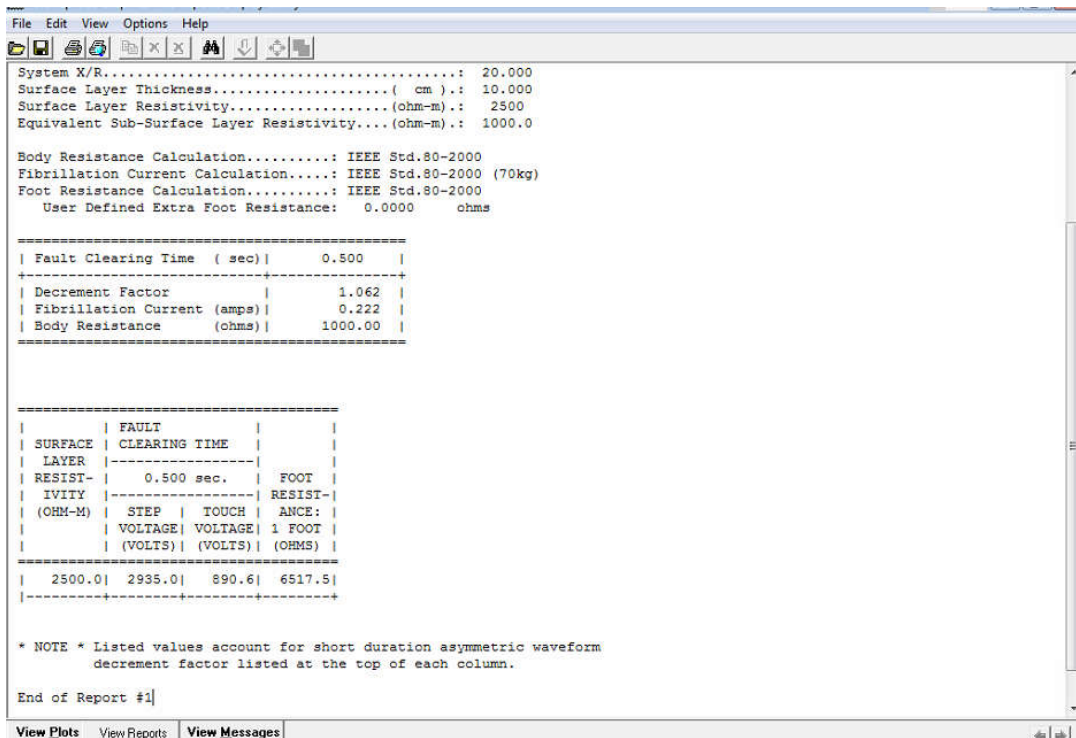 File Edit View Options Help
System X/R..........................................: 20.000
Surface Layer Thickness.....................( cm ).: 10.000
Surface Layer Resistivity...................(ohm-m).: 2500
Equivalent Sub-Surface Layer Resistivity....(ohm-m).: 1000.0
Body Resistance Calculation..........: IEEE Std.80-2000
Fibrillation Current Calculation.....: IEEE Std.80-2000 (70kg)
Foot Resistance Calculation..........: IEEE Std.80-2000
User Defined Extra Foot Resistance: 0.0000 ohms
==============================================
| Fault Clearing Time ( sec)| 0.500 |
+----------------------------+---------------+
| Decrement Factor | 1.062 |
| Fibrillation Current (amps)| 0.222 |
| Body Resistance (ohms)| 1000.00 |
==============================================
======================================
| | FAULT | |
| SURFACE | CLEARING TIME | |
| LAYER |-----------------| |
| RESIST- | 0.500 sec. | FOOT |
| IVITY |-----------------| RESIST-|
| (OHM-M) | STEP | TOUCH | ANCE: |
| | VOLTAGE| VOLTAGE| 1 FOOT |
| | (VOLTS)| (VOLTS)| (OHMS) |
======================================
| 2500.0| 2935.0| 890.6| 6517.5|
|---------+--------+--------+--------+
* NOTE * Listed values account for short duration asymmetric waveform
decrement factor listed at the top of each column.
End of Report #1
View Plots View Reports View Messages